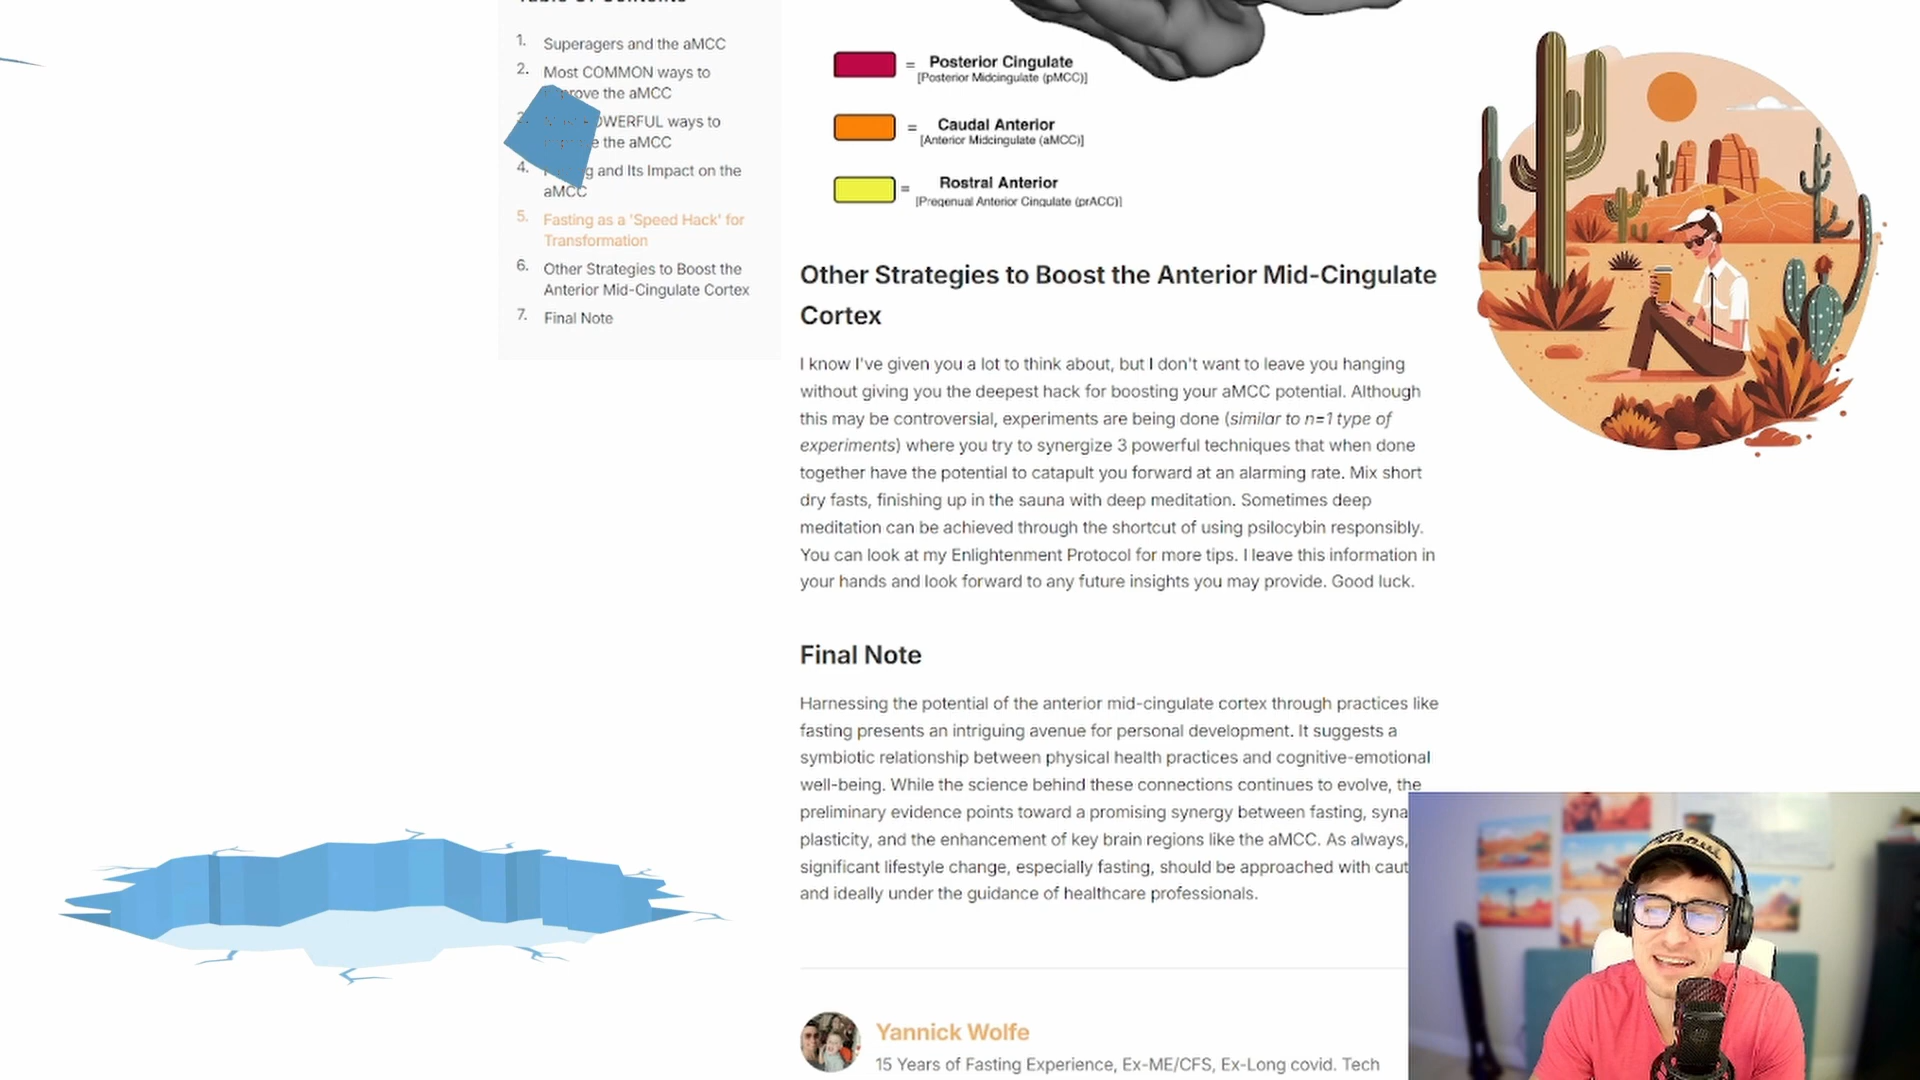 1. Superagers and the aMCC
2. Most COMMON ways to
prove the aMCC
POWERFUL ways to
the aMCC
4. and Its Impact on the
aMCC
5. Fasting as a 'Speed Hack' for
Transformation
6. Other Strategies to Boost the
Anterior Mid-Cingulate Cortex
7. Final Note
= Posterior Cingulate
[Posterior Midcingulate (pMCC)]
= Caudal Anterior
[Anterior Midcingulate (aMCC)]
= Rostral Anterior
[Pregenual Anterior Cingulate (prACC)]
Other Strategies to Boost the Anterior Mid-Cingulate
Cortex
I know I've given you a lot to think about, but I don't want to leave you hanging
without giving you the deepest hack for boosting your aMCC potential. Although
this may be controversial, experiments are being done (similar to n=1 type of
experiments) where you try to synergize 3 powerful techniques that when done
together have the potential to catapult you forward at an alarming rate. Mix short
dry fasts, finishing up in the sauna with deep meditation. Sometimes deep
meditation can be achieved through the shortcut of using psilocybin responsibly.
You can look at my Enlightenment Protocol for more tips. I leave this information in
your hands and look forward to any future insights you may provide. Good luck.
Final Note
Harnessing the potential of the anterior mid-cingulate cortex through practices like
fasting presents an intriguing avenue for personal development. It suggests a
symbiotic relationship between physical health practices and cognitive-emotional
well-being. While the science behind these connections continues to evolve, the
preliminary evidence points toward a promising synergy between fasting, syna
plasticity, and the enhancement of key brain regions like the aMCC. As always,
significant lifestyle change, especially fasting, should be approached with caut
and ideally under the guidance of healthcare professionals.
Yannick Wolfe
15 Years of Fasting Experience, Ex-ME/CFS, Ex-Long covid. Tech